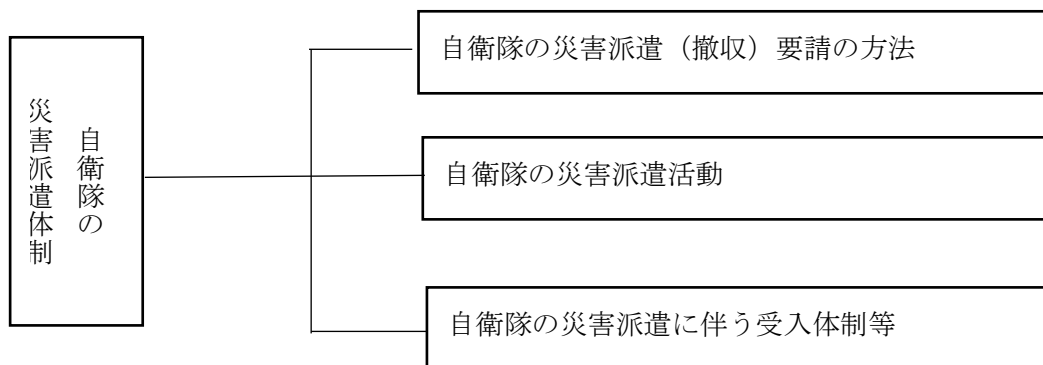 自衛隊の
災害派遣体制
自衛隊の災害派遣（撤収）要請の方法
自衛隊の災害派遣活動
自衛隊の災害派遣に伴う受入体制等